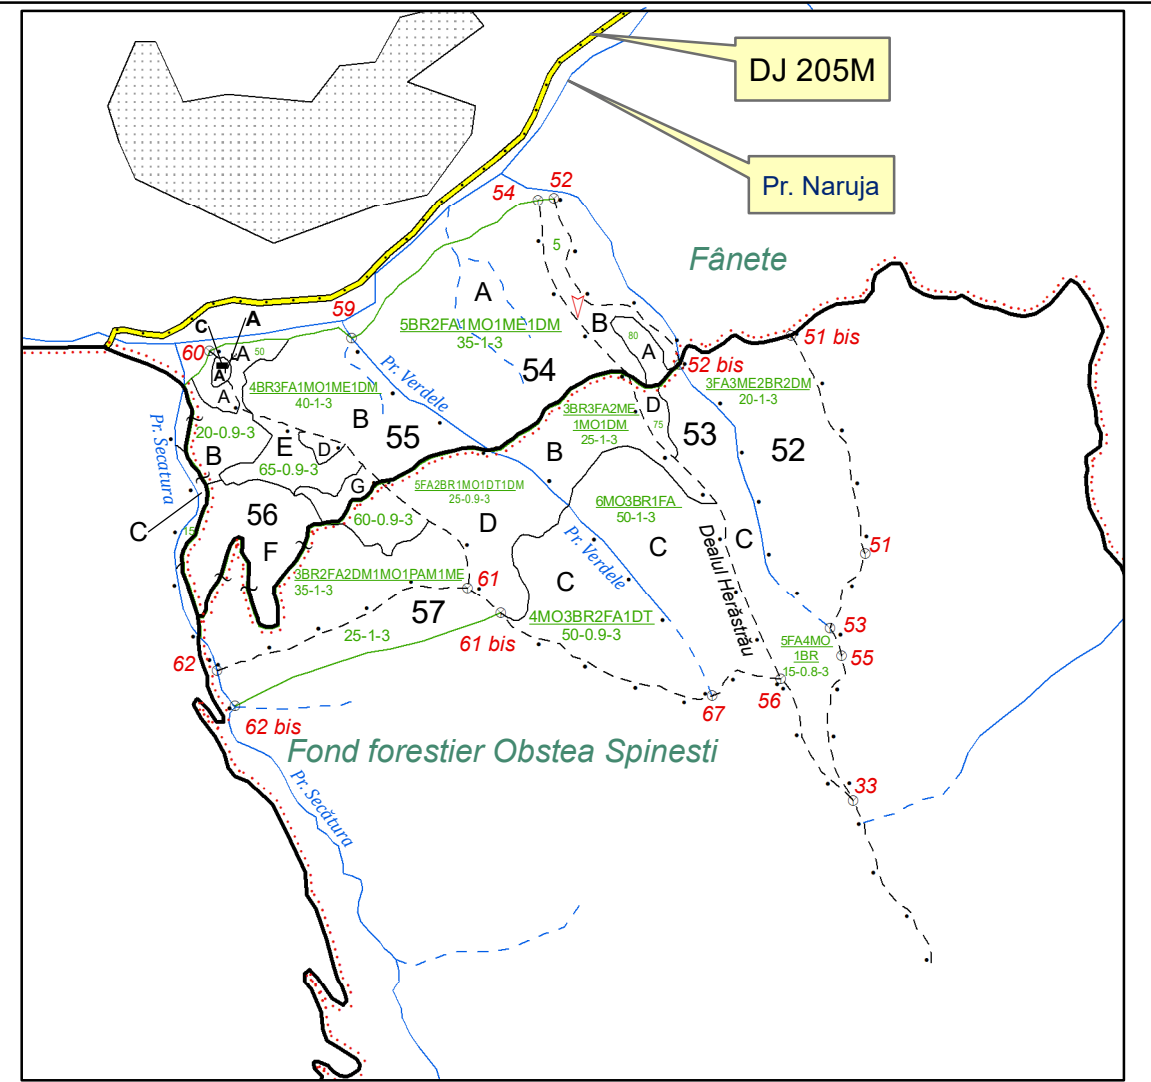 DJ 205M
Pr. Naruja
54
52
5
Fânete
A
5BR2FA1MO1ME1DM
35-1-3
54
B
80
A
59
51 bis
52 bis
C
A
60
A
50
A
A
4BR3FA1MO1ME1DM
40-1-3
Pr. Verdele
3FA3ME2BR2DM
20-1-3
B
55
3BR3FA2ME
1MO1DM
25-1-3
D
75
53
52
20-0.9-3
B
E
D
65-0.9-3
Pr. Secatura
B
G
5FA2BR1MO1DT1DM
25-0.9-3
6MO3BR1FA
50-1-3
C
56
60-0.9-3
D
15
F
C
C
Pr. Verdele
Dealul Herăstrău
51
3BR2FA2DM1MO1PAM1ME
35-1-3
61
C
57
4MO3BR2FA1DT
50-0.9-3
25-1-3
61 bis
53
5FA4MO
1BR
15-0.8-3
55
62
56
67
62 bis
Fond forestier Obstea Spinesti
Pr. Secătura
33